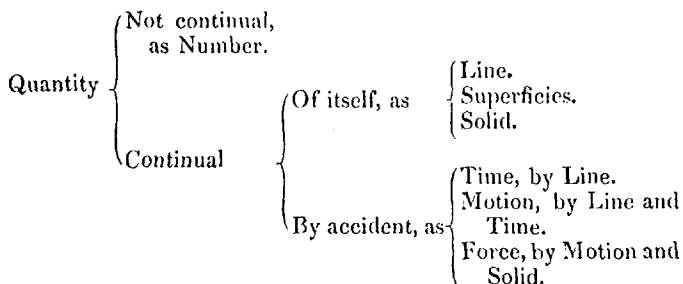 Quantity
Not continual,
as Number.
Continual
Of itself, as
Line.
Superficies.
Solid.
By accident, as
Time, by Line.
Motion, by Line and
Time.
Force, by Motion and
Solid.